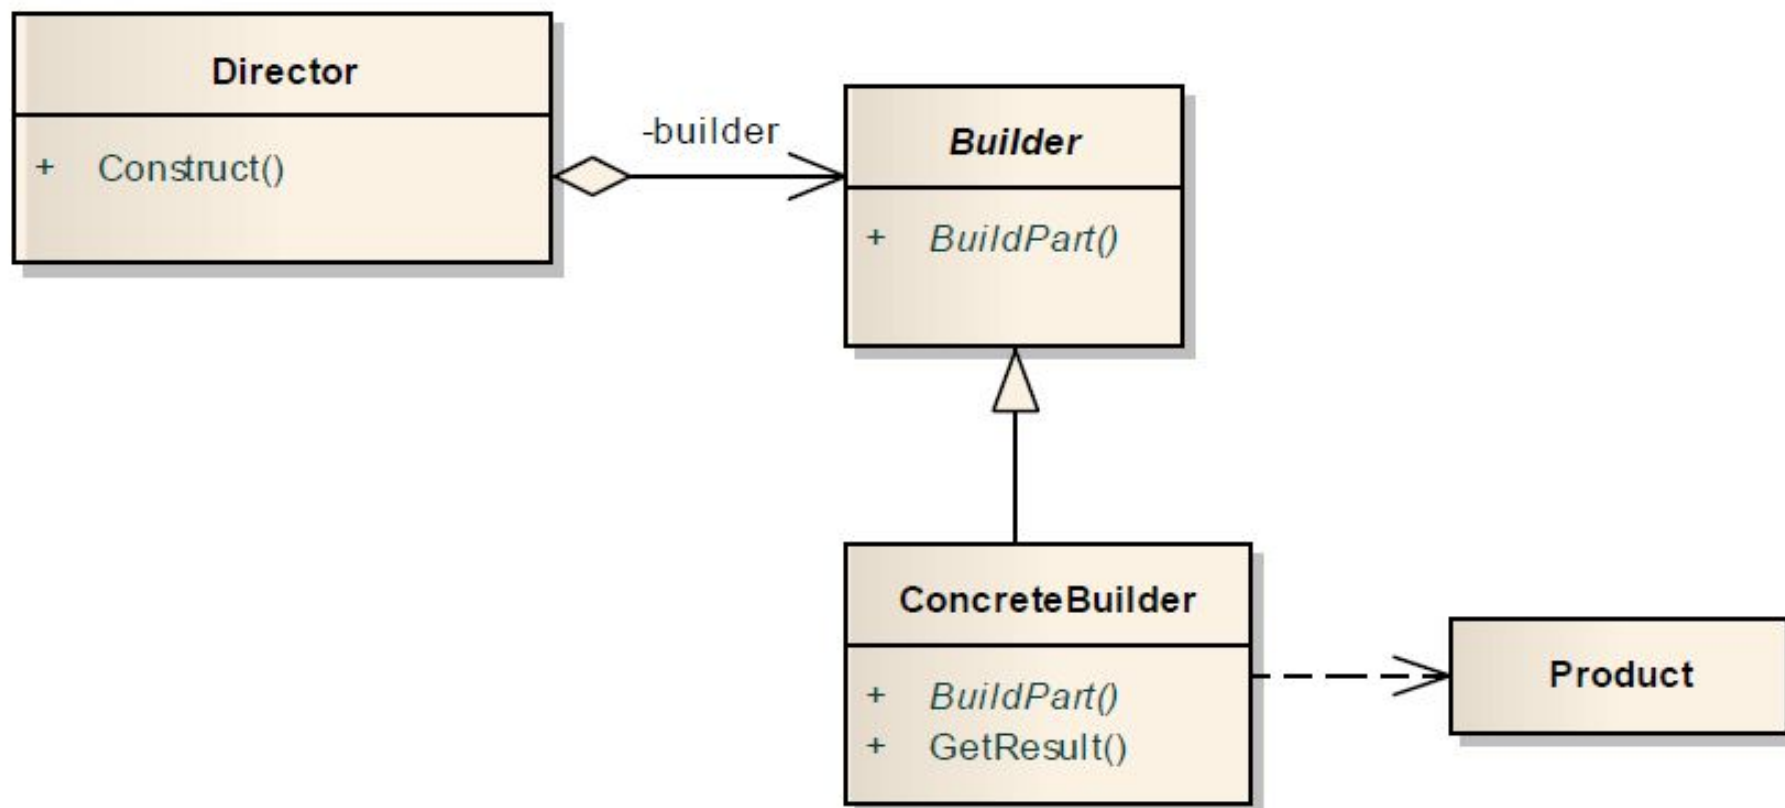 Director
+ Construct()
-builder
Builder
+ BuildPart()
ConcreteBuilder
+ BuildPart()
+ GetResult()
Product